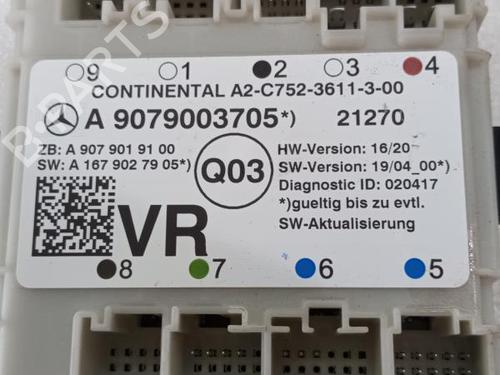 9 1 2 3 4
CONTINENTAL A2-C752-3611-3-00
A 9079003705*) 21270
ZB: A 907 901 91 00
SW: A 167 902 79 05*)
Q03
HW-Version: 16/20
SW-Version: 19/04_00*)
Diagnostic ID: 020417
*)gueltig bis zu evtl.
SW-Aktualisierung
VR
8 7 6 5
B-PARTS